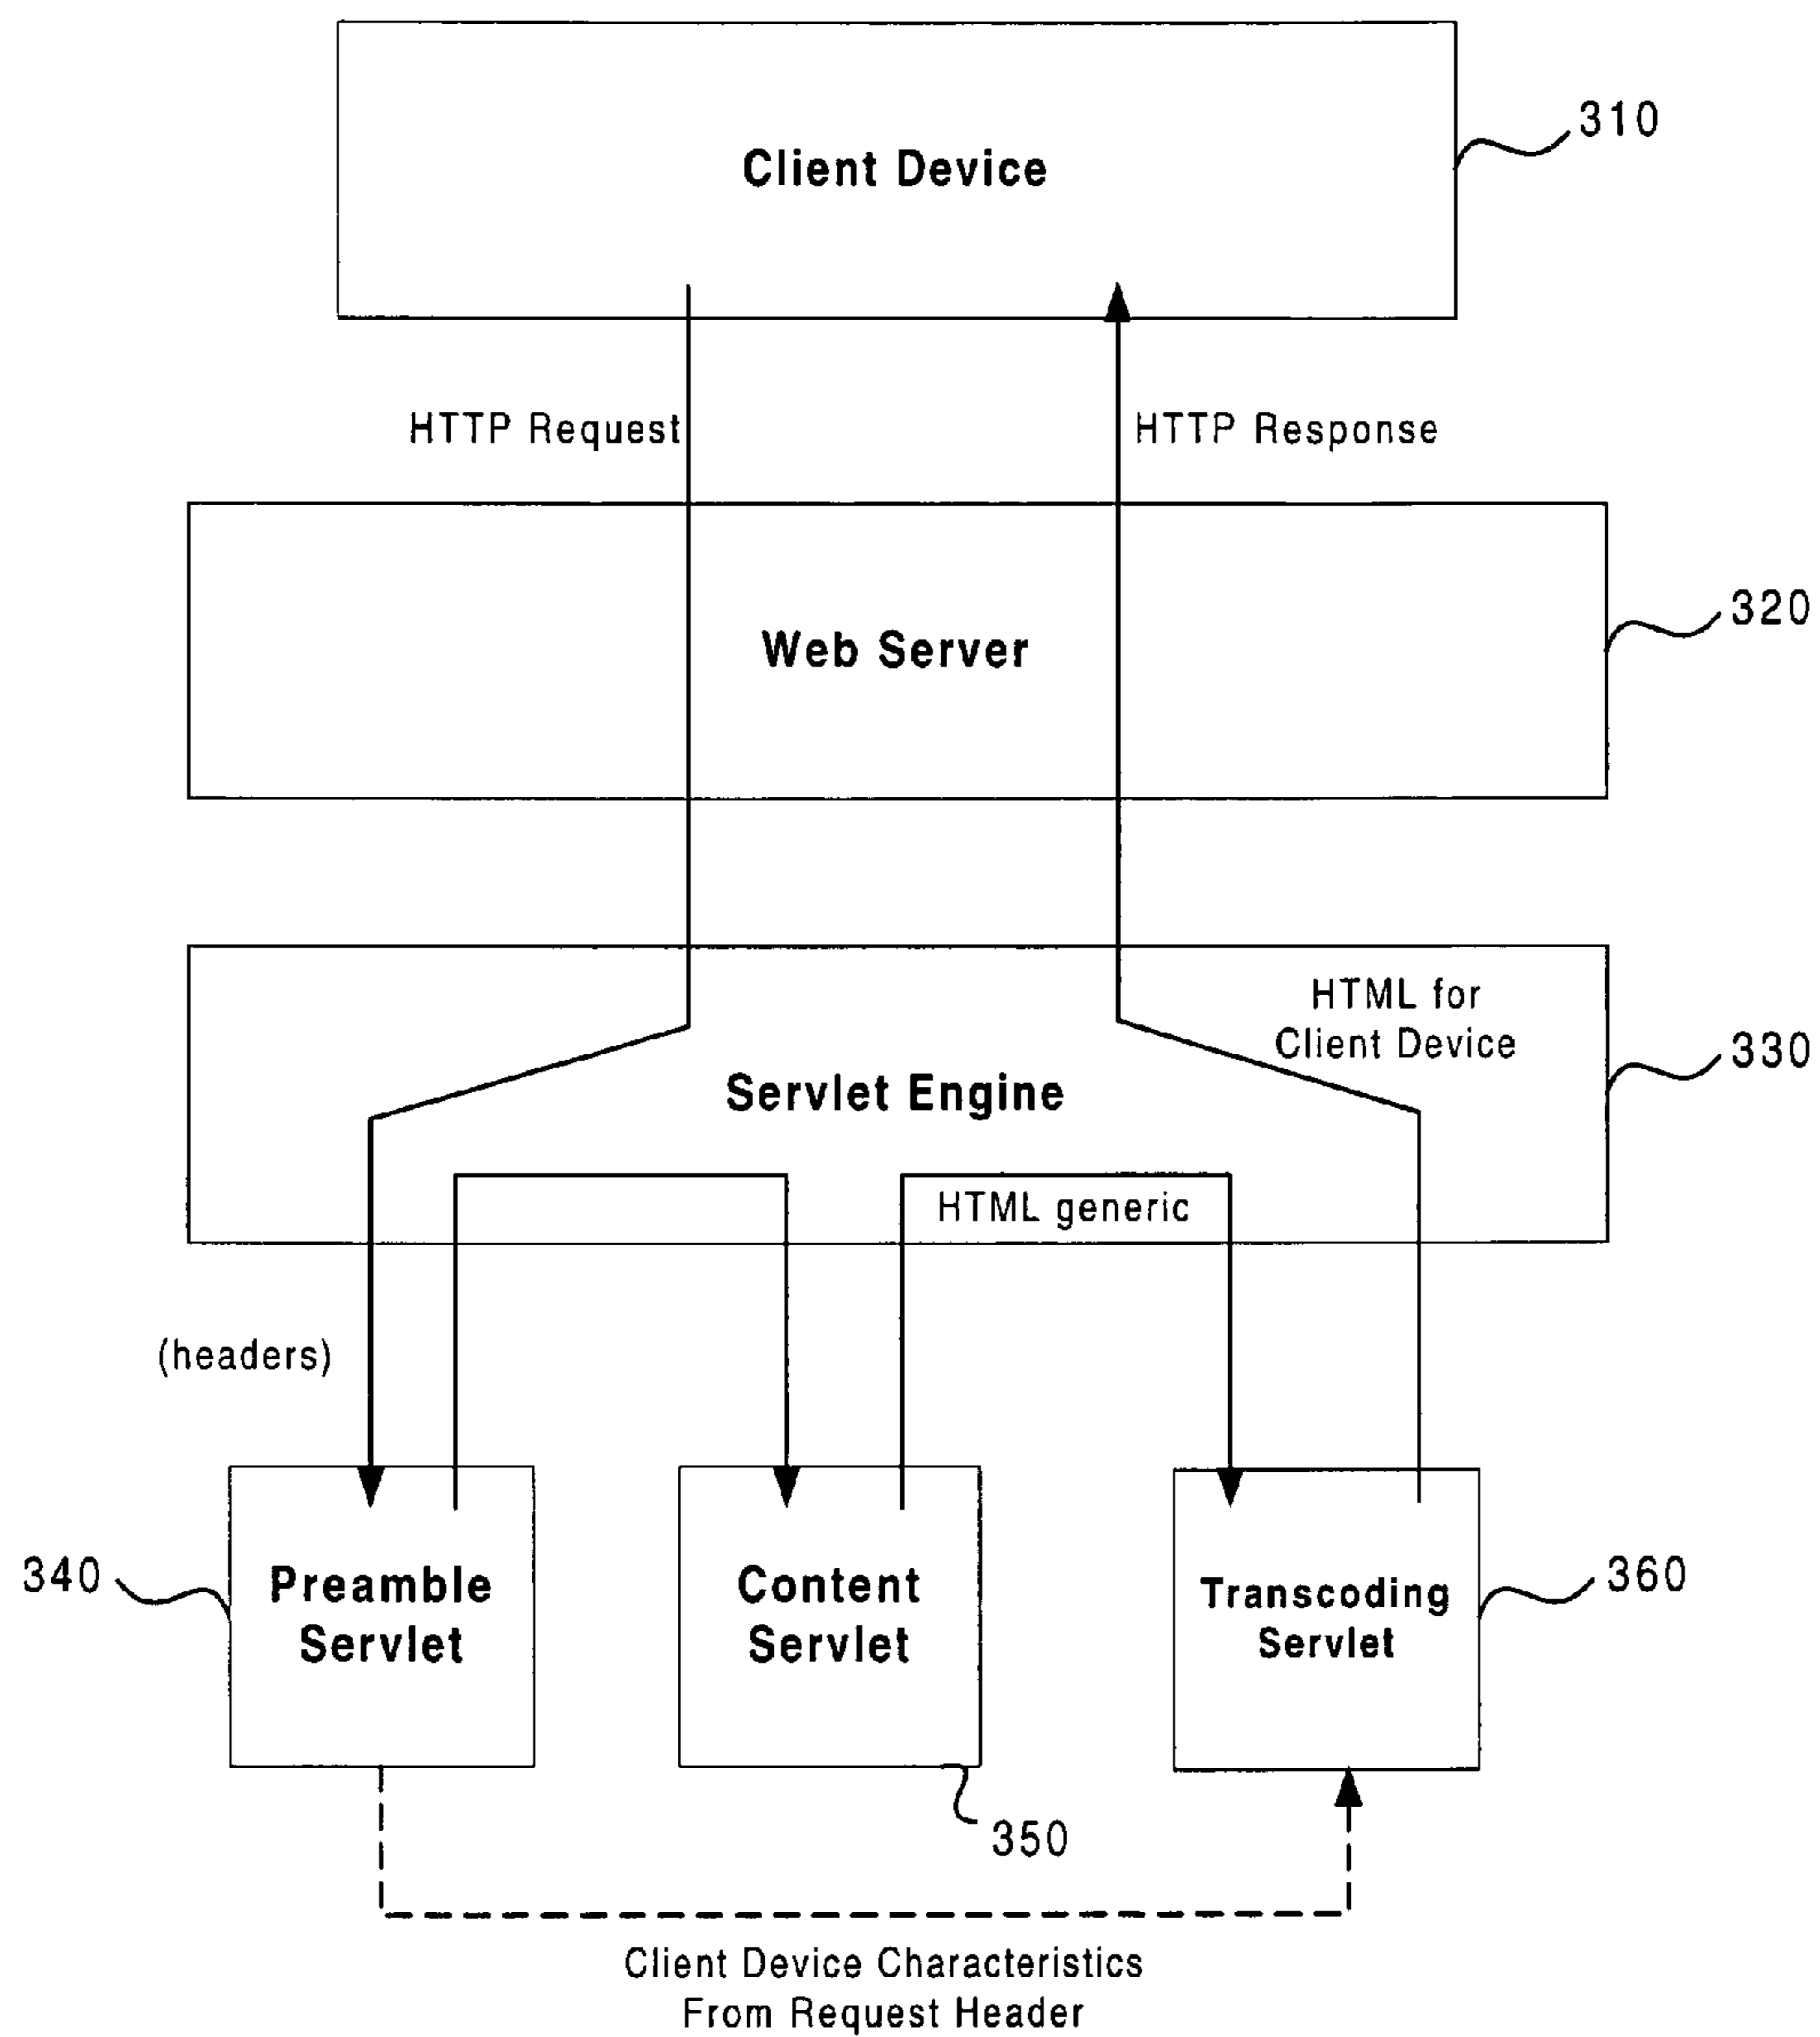 310
Client Device
HTTP Request
HTTP Response
320
Web Server
HTML for
Client Device
330
Servlet Engine
HTML generic
(headers)
340
Preamble
Servlet
Content
Servlet
Transcoding
Servlet
360
350
Client Device Characteristics
From Request Header